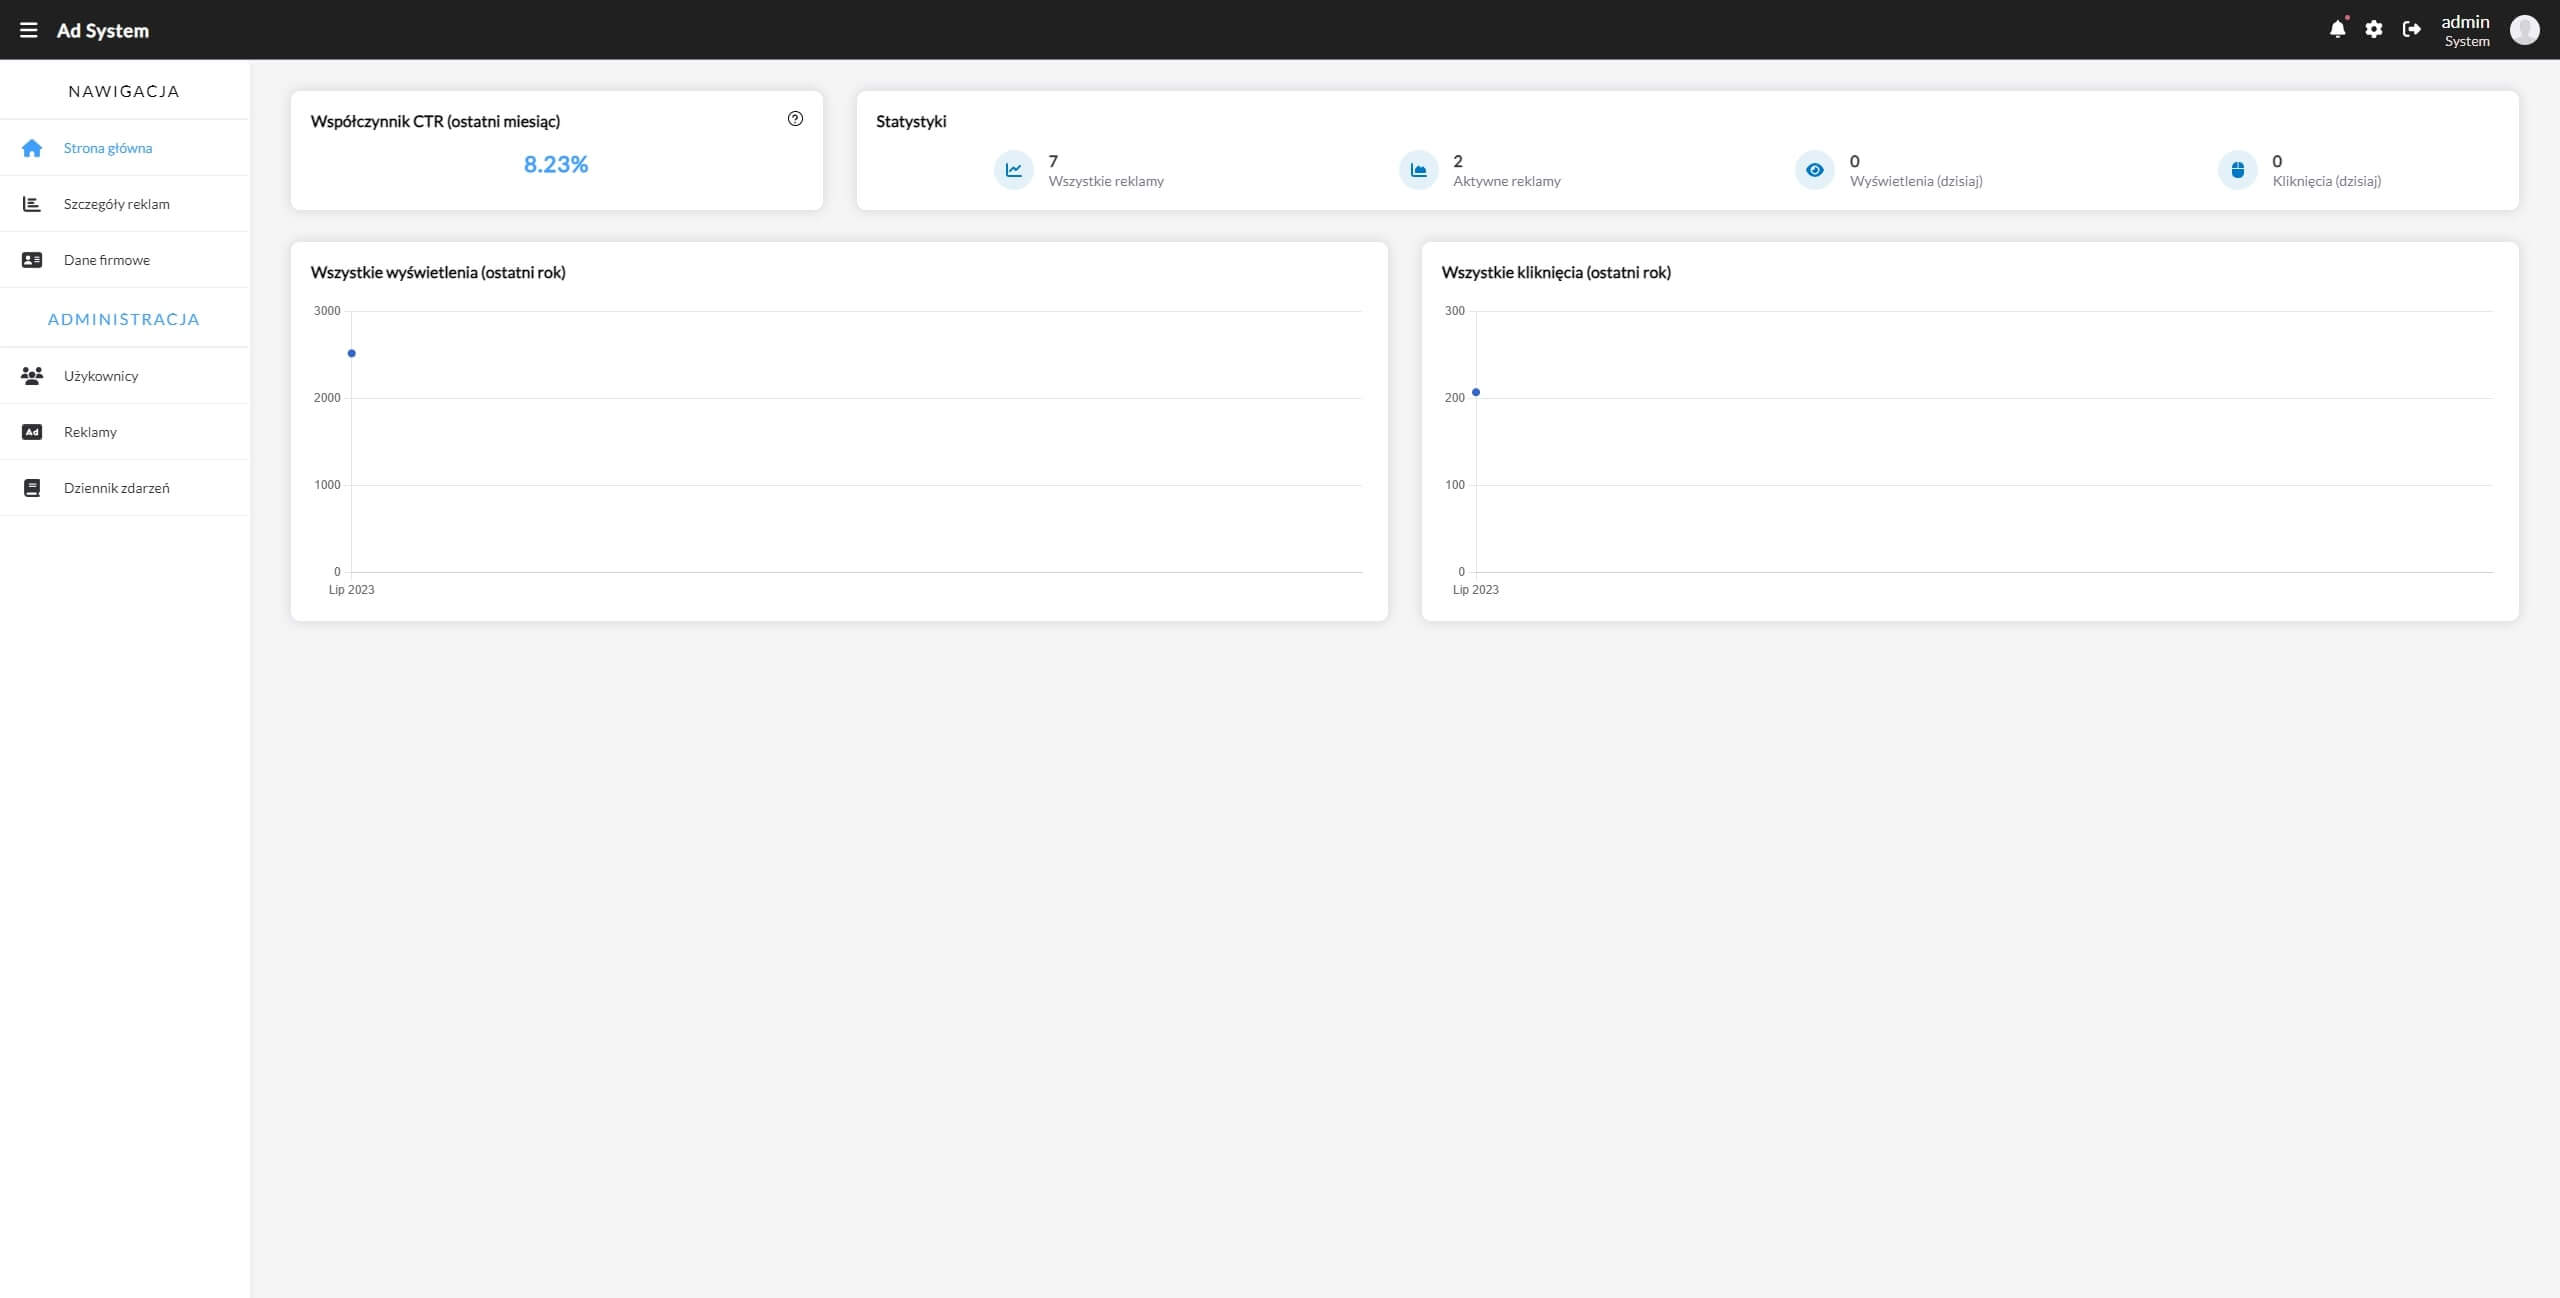 Ad System
admin
System
NAWIGACJA
Strona główna
Szczegóły reklam
Dane firmowe
ADMINISTRACJA
Użykownicy
Ad
Reklamy
Dziennik zdarzeń
Współczynnik CTR (ostatni miesiąc)
8.23%
Statystyki
7
Wszystkie reklamy
2
Aktywne reklamy
0
Wyświetlenia (dzisiaj)
0
Kliknięcia (dzisiaj)
Wszystkie wyświetlenia (ostatni rok)
3000
2000
1000
0
Lip 2023
Wszystkie kliknięcia (ostatni rok)
300
200
100
0
Lip 2023